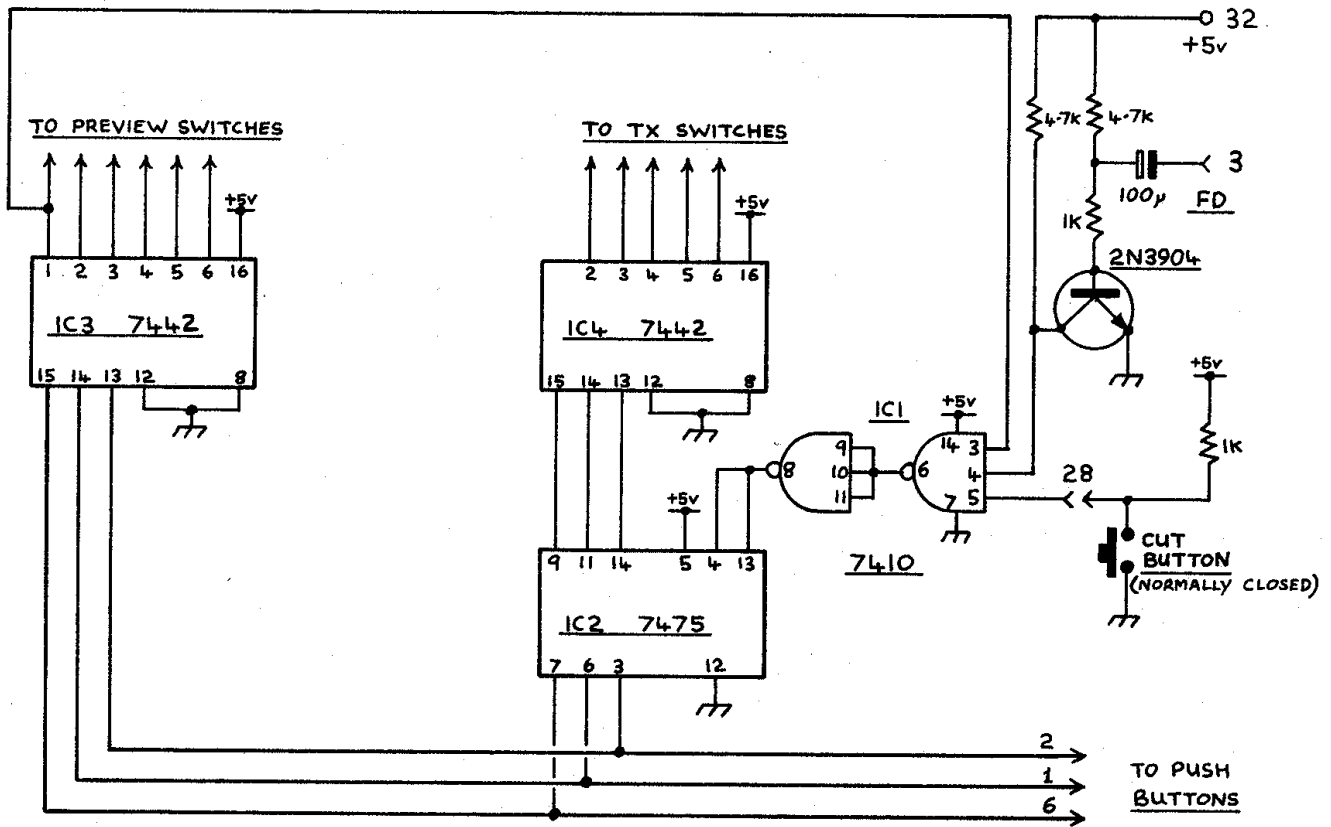 32
+5v
TO PREVIEW SWITCHES
TO TX SWITCHES
4·7K 4·7K
3
100µ FD
+5v
+5v
1K
2N3904
1 2 3 4 5 6 16
2 3 4 5 6 16
IC3 7442
IC4 7442
15 14 13 12 8
15 14 13 12 8
+5v
IC1
+5v
14 3
9
1K
8 10 6 4
28
11
7 5
+5v
9 11 14 5 4 13
7410
CUT
BUTTON
(NORMALLY CLOSED)
IC2 7475
7 6 3 12
2
1
6
TO PUSH
BUTTONS